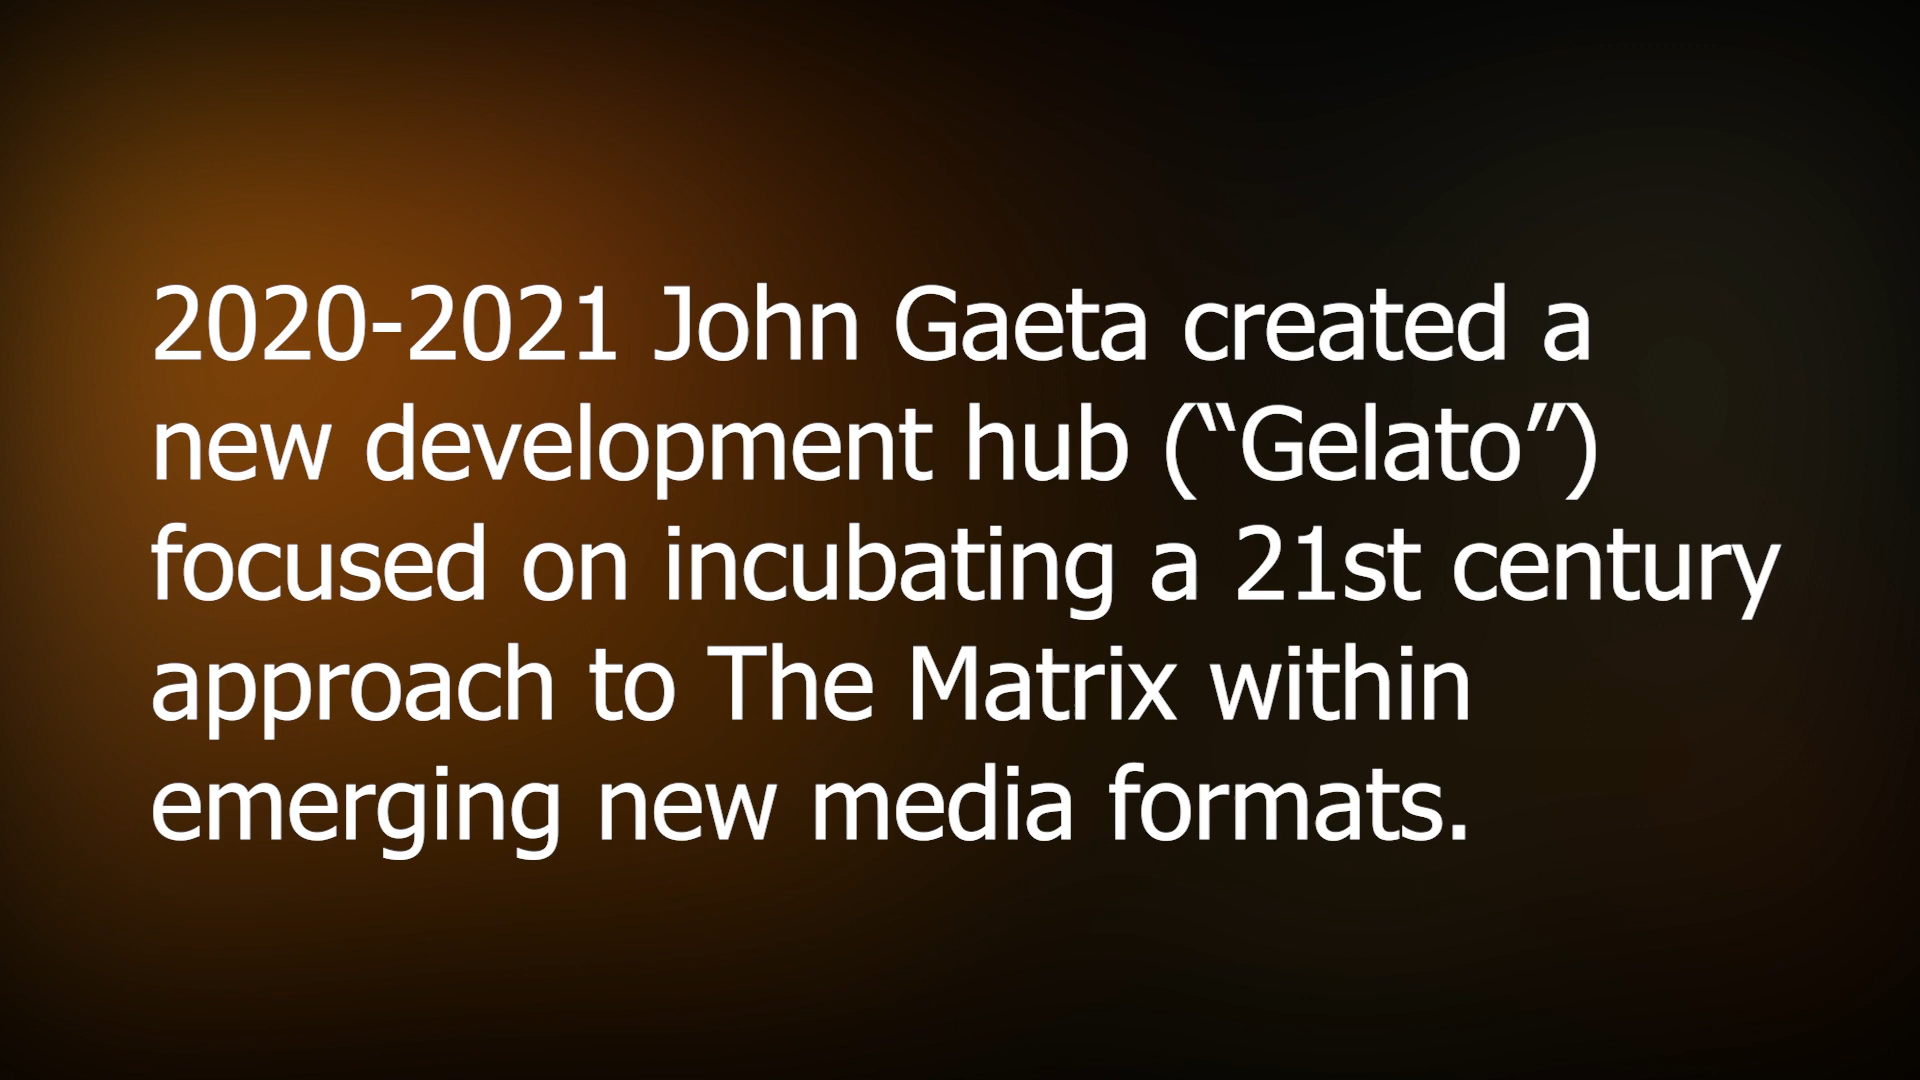 2020-2021 John Gaeta created a
new development hub (“Gelato”)
focused on incubating a 21st century
approach to The Matrix within
emerging new media formats.